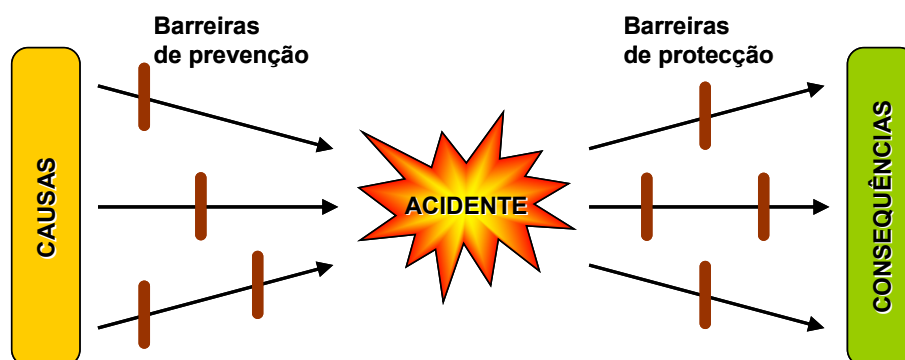 Barreiras
de prevenção
Barreiras
de protecção
CAUSAS
ACIDENTE
CONSEQUÊNCIAS